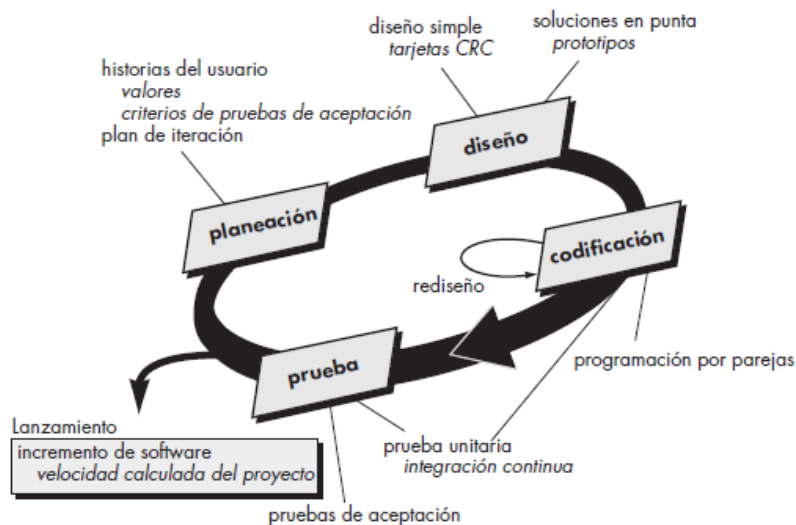 diseño simple
tarjetas CRC
soluciones en punta
prototipos
historias del usuario
valores
criterios de pruebas de aceptación
plan de iteración
diseño
planeación
codificación
rediseño
prueba
programación por parejas
Lanzamiento
incremento de software
velocidad calculada del proyecto
prueba unitaria
integración continua
pruebas de aceptación